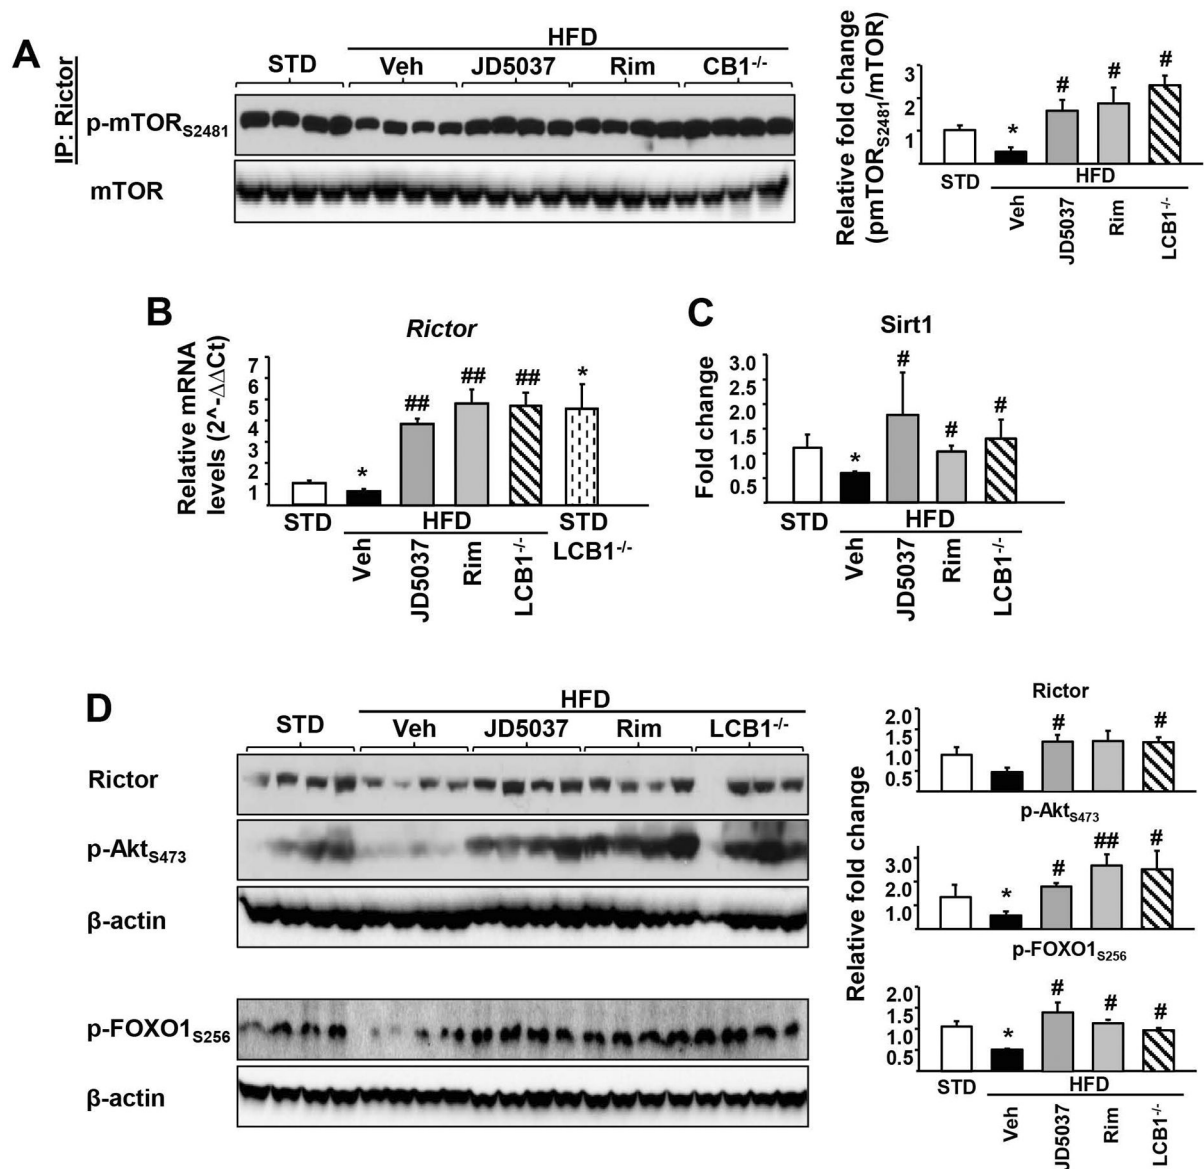 A
IP: Rictor
HFD
STD Veh JD5037 Rim CB1-/-
p-mTORS2481
mTOR
Relative fold change
(pmTORS2481/mTOR)
3
2
1
#
#
#
*
STD HFD
Veh
JD5037
Rim
LCB1-/-
B
Rictor
Relative mRNA
levels (2^-ΔΔCt)
7
6
5
4
3
2
1
*
##
##
##
*
STD HFD STD
LCB1-/-
Veh
JD5037
Rim
LCB1-/-
C
Sirt1
Fold change
3.0
2.5
2.0
1.5
1.0
0.5
*
#
#
#
STD HFD
Veh
JD5037
Rim
LCB1-/-
D
HFD
STD Veh JD5037 Rim LCB1-/-
Rictor
p-AktS473
β-actin
p-FOXO1S256
β-actin
Relative fold change
Rictor
2.0
1.5
1.0
0.5
#
#
p-AktS473
3.0
2.0
1.0
*
#
##
#
p-FOXO1S256
2.0
1.5
1.0
0.5
*
#
#
#
STD HFD
Veh
JD5037
Rim
LCB1-/-